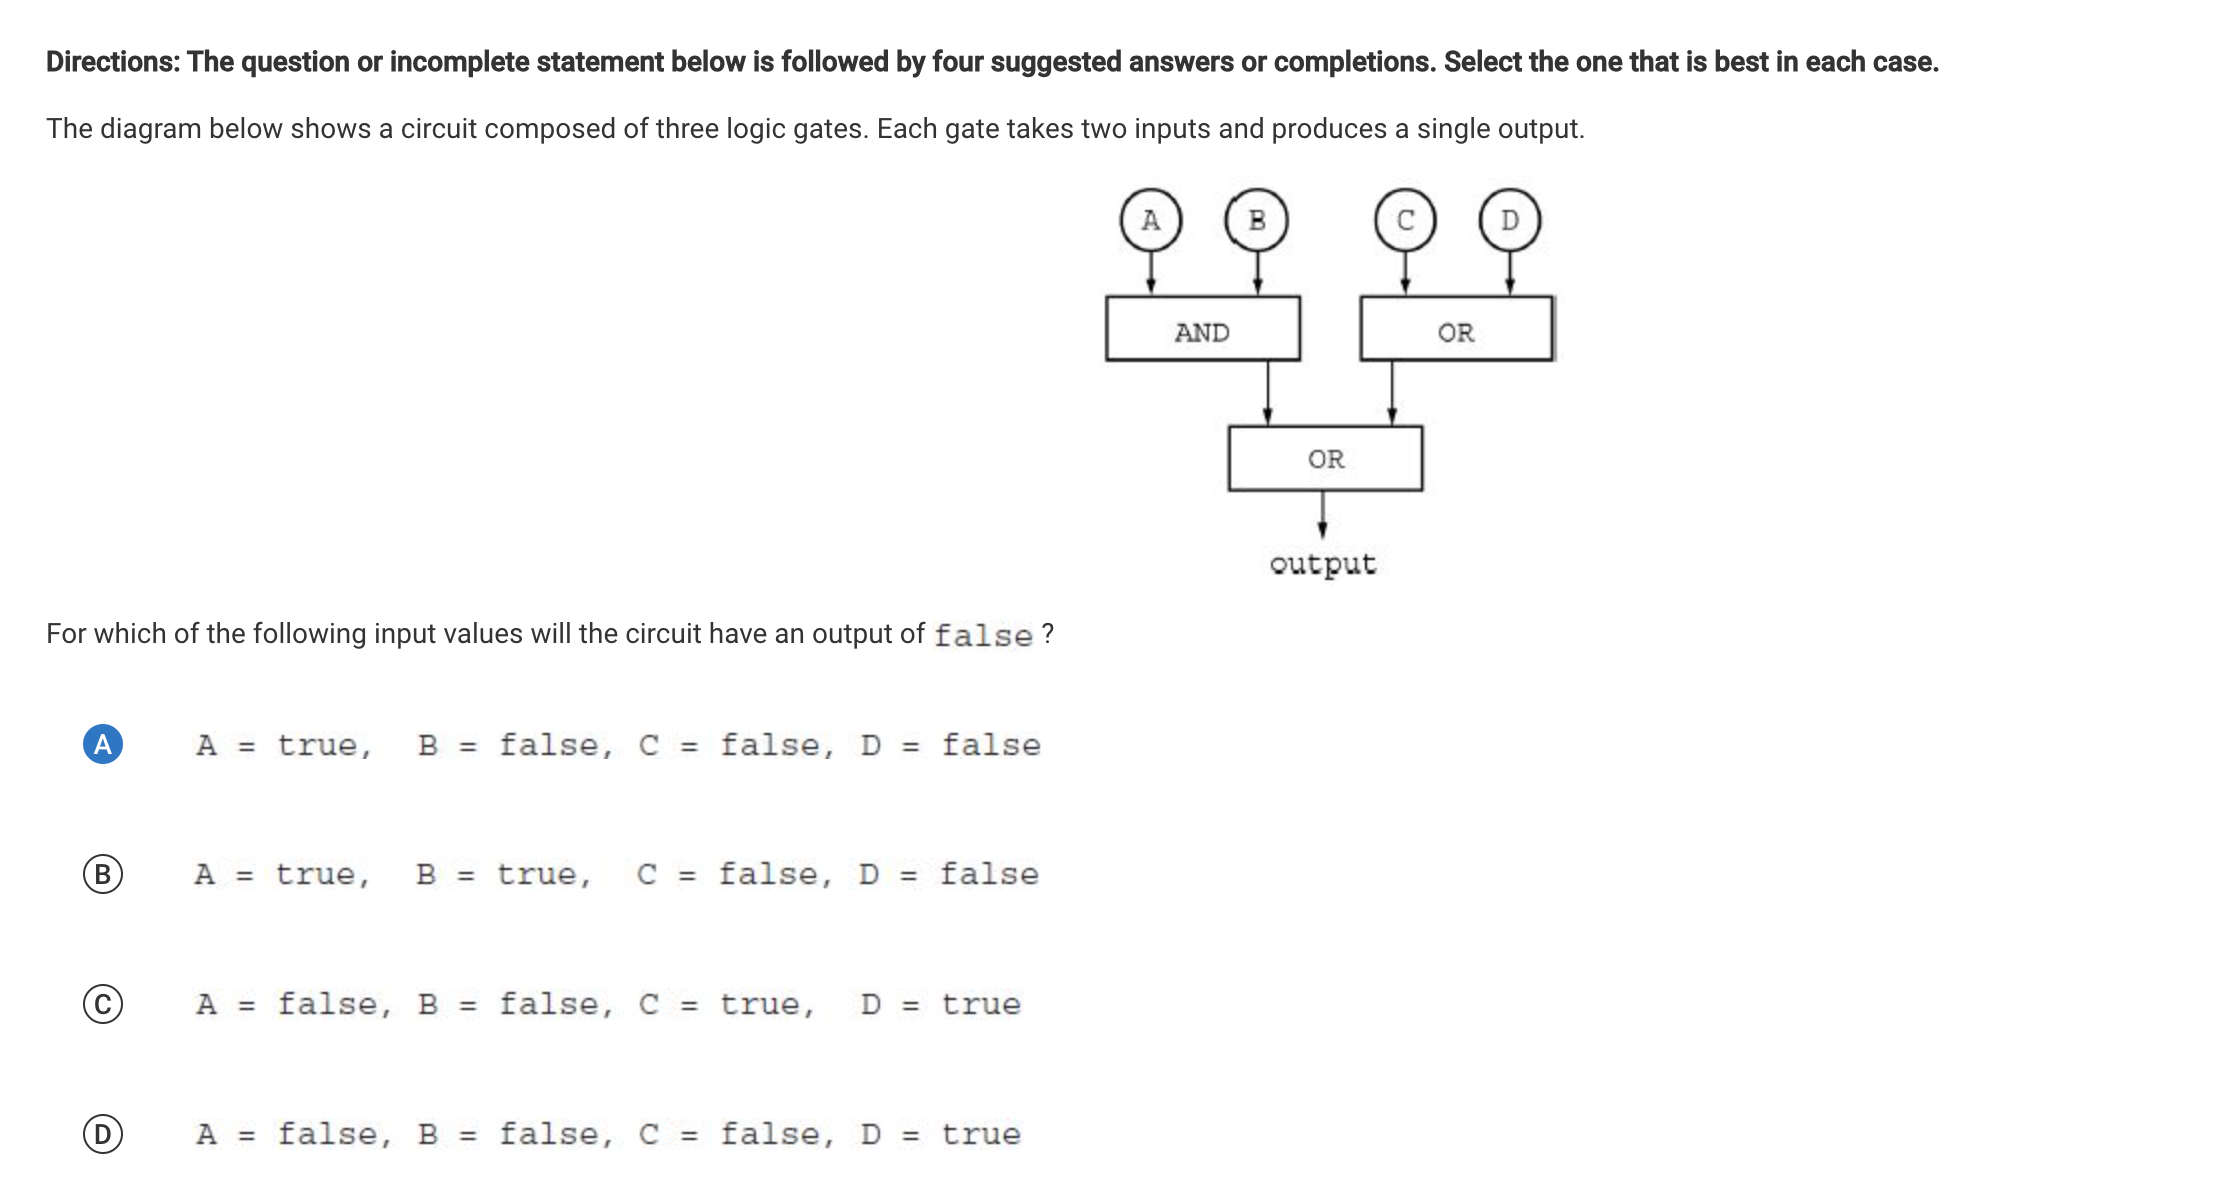 Directions: The question or incomplete statement below is followed by four suggested answers or completions. Select the one that is best in each case.
The diagram below shows a circuit composed of three logic gates. Each gate takes two inputs and produces a single output.
A B C D
AND OR
OR
output
For which of the following input values will the circuit have an output of false ?
A A = true, B = false, C = false, D = false
B A = true, B = true, C = false, D = false
C A = false, B = false, C = true, D = true
D A = false, B = false, C = false, D = true